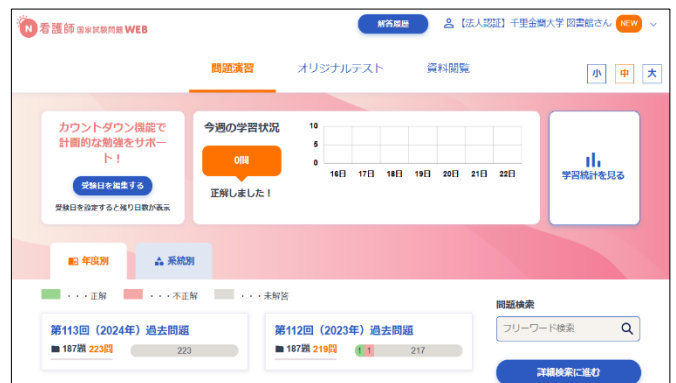 N 看護師 国家試験問題 WEB
解答履歴
【法人認証】千里金蘭大学 図書館さん NEW
問題演習 オリジナルテスト 資料閲覧
小 中 大
カウントダウン機能で
計画的な勉強をサポー
ト!
受験日を編集する
受験日を設定すると残り日数が表示
今週の学習状況
0問
正解しました!
10
5
0
16日 17日 18日 19日 20日 21日 22日
学習統計を見る
年度別 系統別
・・・正解 ・・・不正解 ・・・未解答
第113回(2024年)過去問題
187題 223問 223
第112回(2023年)過去問題
187題 219問 1 1 217
問題検索
フリーワード検索
詳細検索に進む